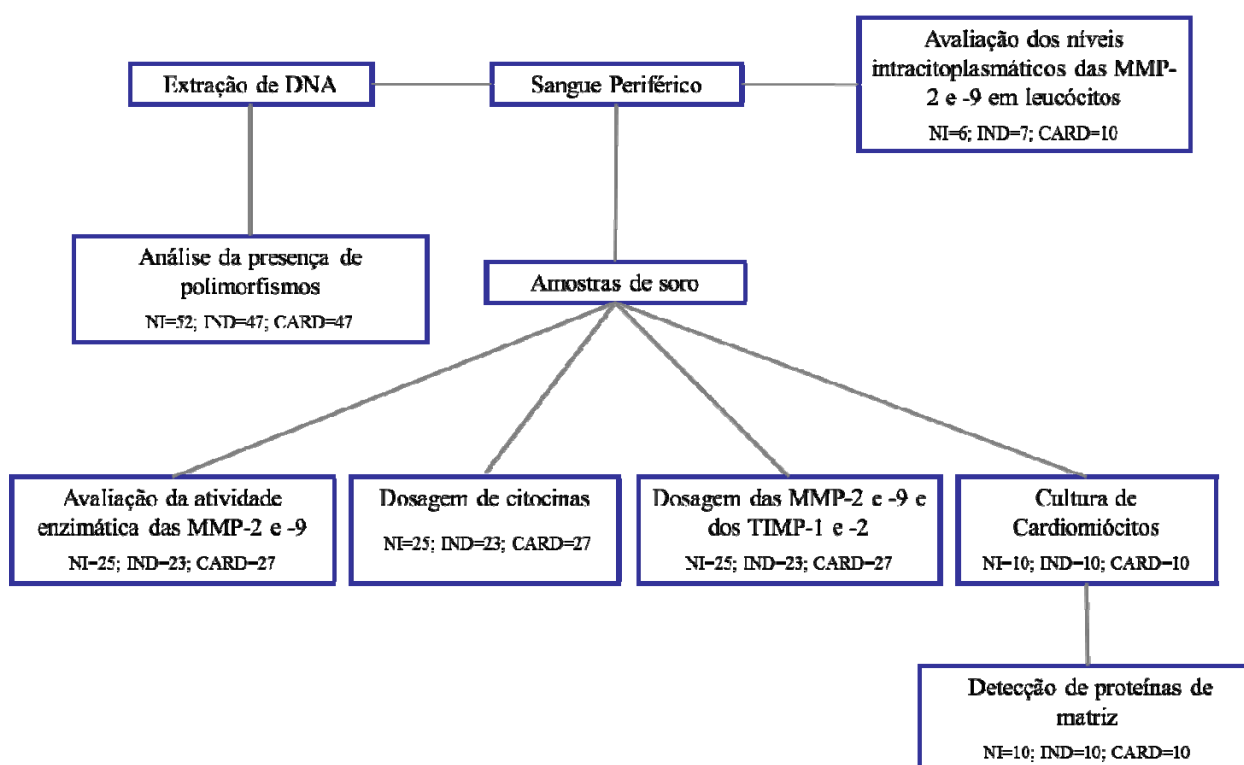 Extração de DNA
Sangue Periférico
Avaliação dos níveis
intracitoplasmáticos das MMP-
2 e -9 em leucócitos
NI=6; IND=7; CARD=10
Análise da presença de
polimorfismos
NI=52; IND=47; CARD=47
Amostras de soro
Avaliação da atividade
enzimática das MMP-2 e -9
NI=25; IND=23; CARD=27
Dosagem de citocinas
NI=25; IND=23; CARD=27
Dosagem das MMP-2 e -9 e
dos TIMP-1 e -2
NI=25; IND=23; CARD=27
Cultura de
Cardiomiócitos
NI=10; IND=10; CARD=10
Detecção de proteínas de
matriz
NI=10; IND=10; CARD=10